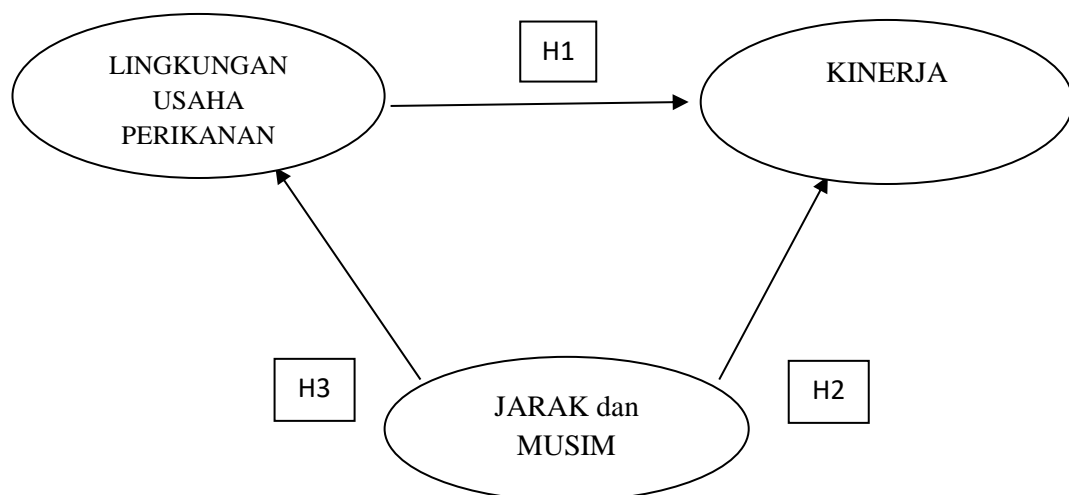 LINGKUNGAN
USAHA
PERIKANAN
H1
KINERJA
H3
JARAK dan
MUSIM
H2